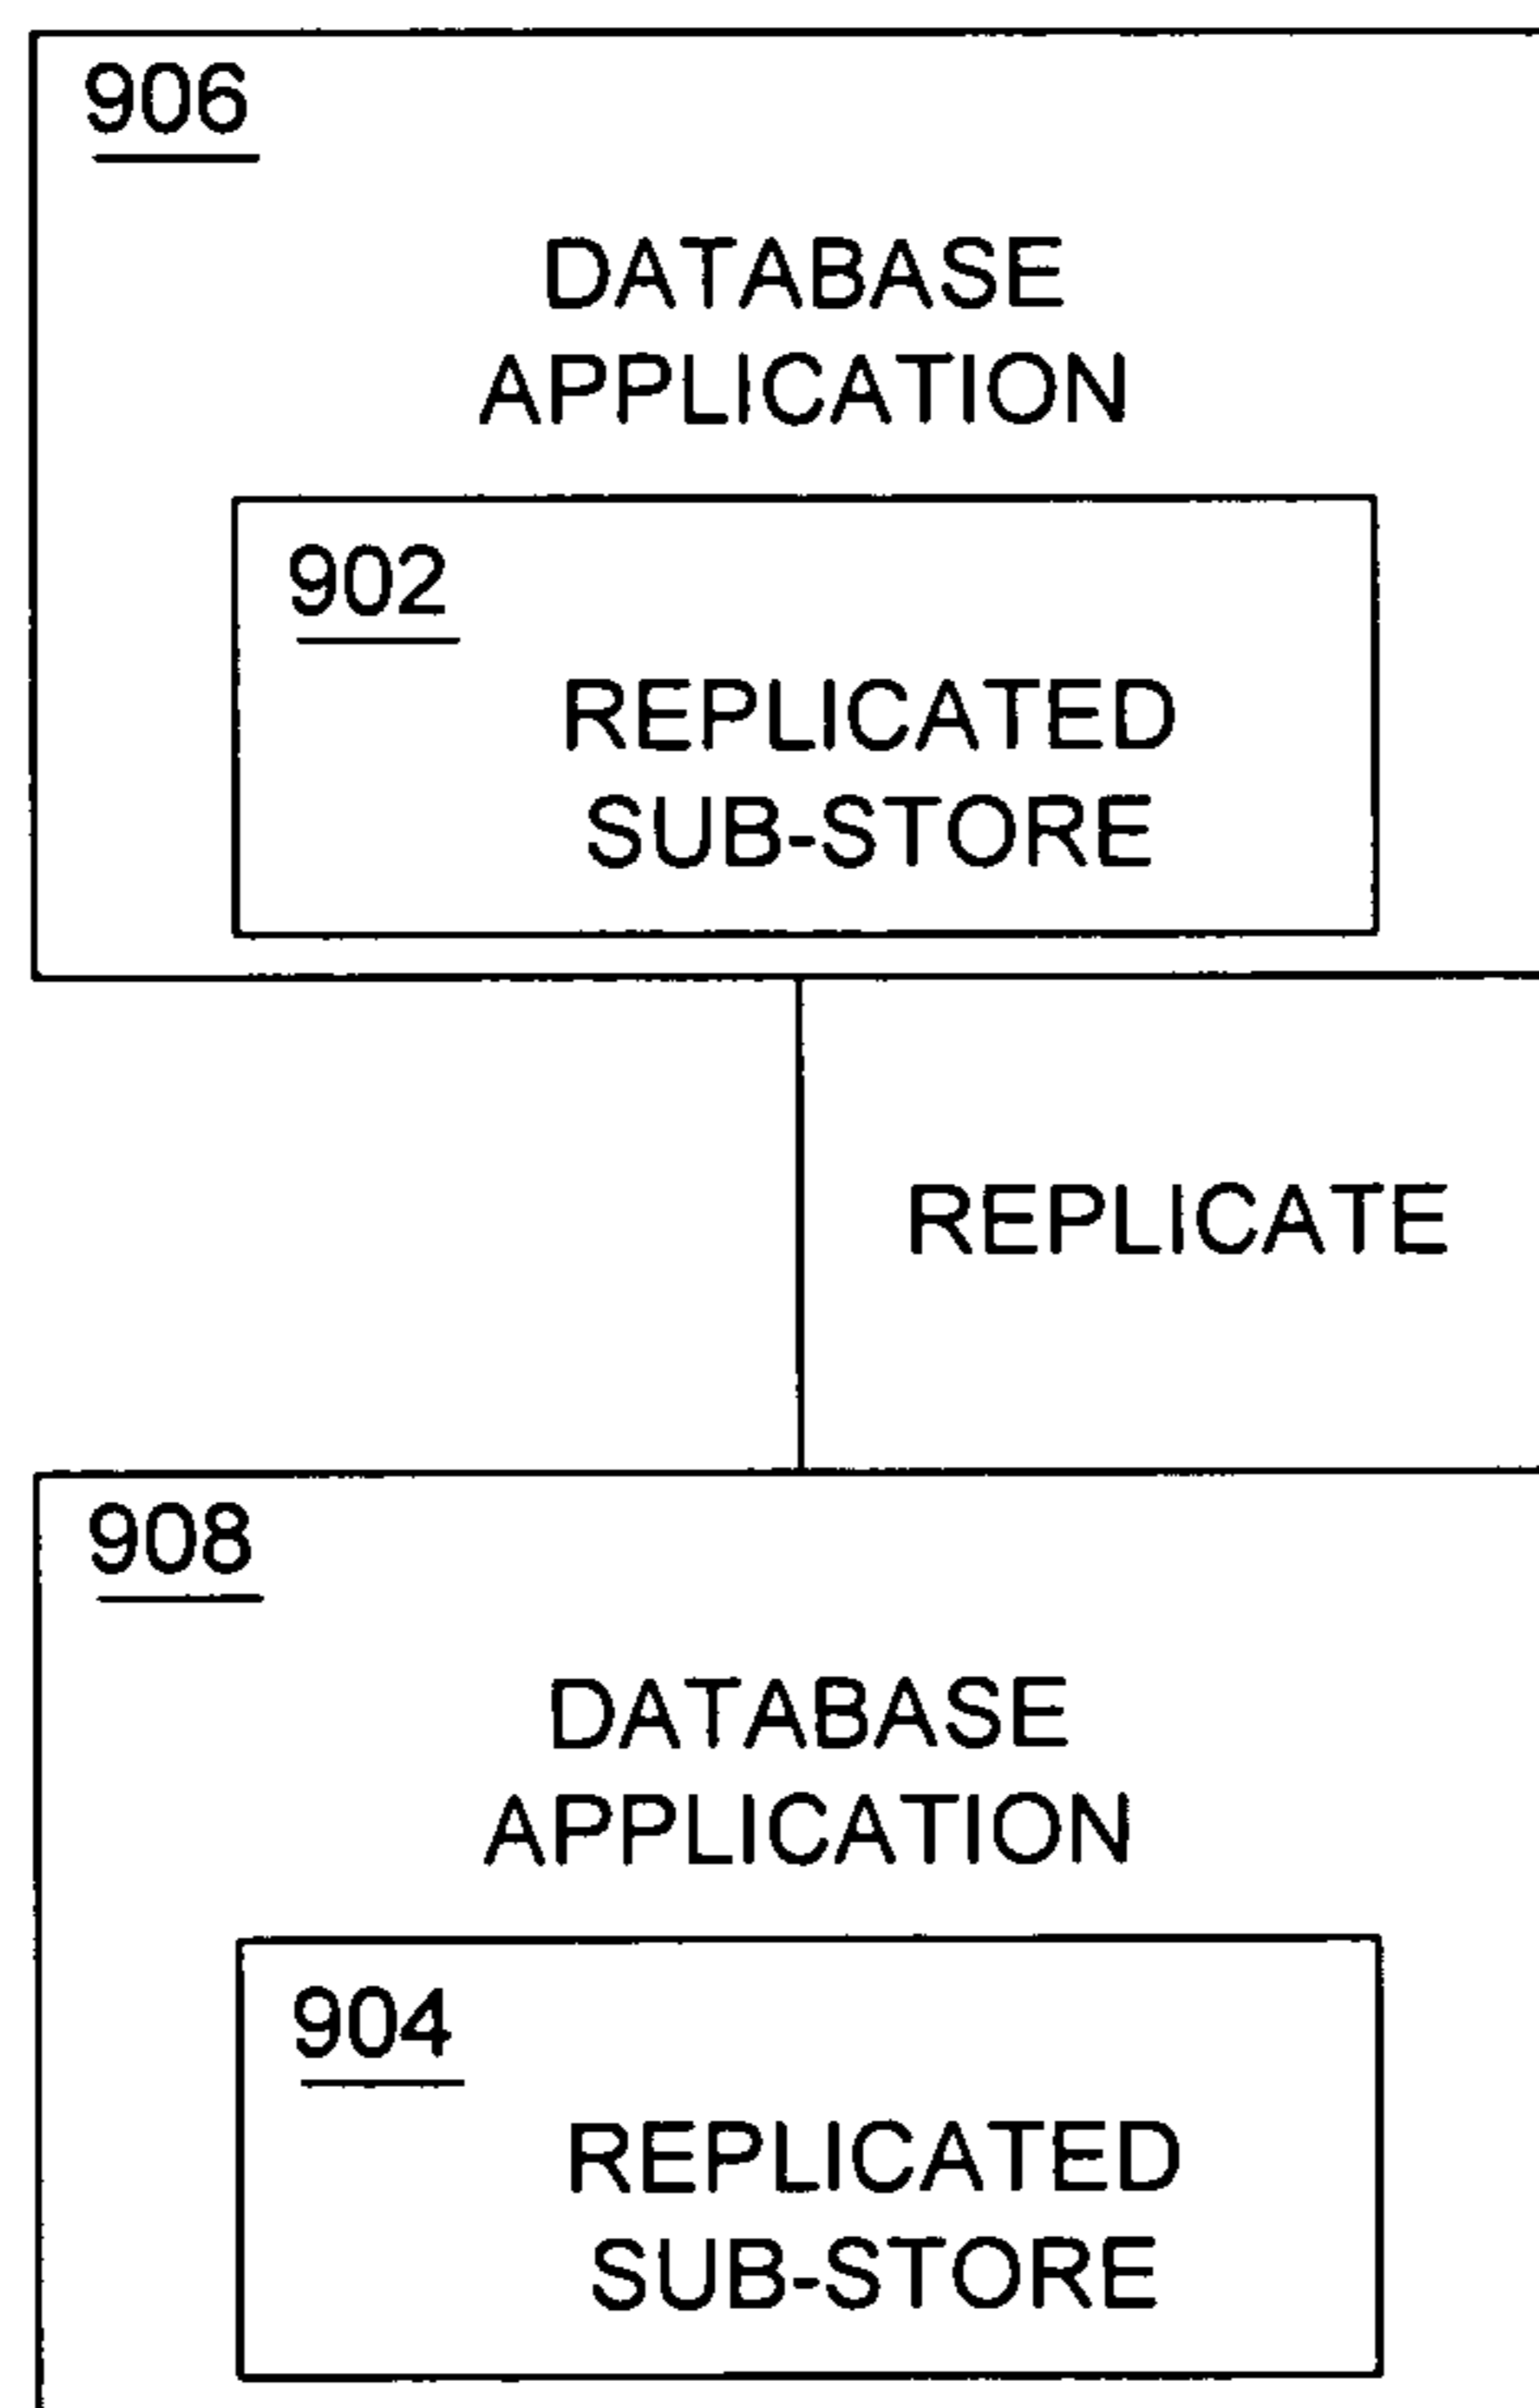 906
DATABASE
APPLICATION
902
REPLICATED
SUB-STORE
REPLICATE
908
DATABASE
APPLICATION
904
REPLICATED
SUB-STORE